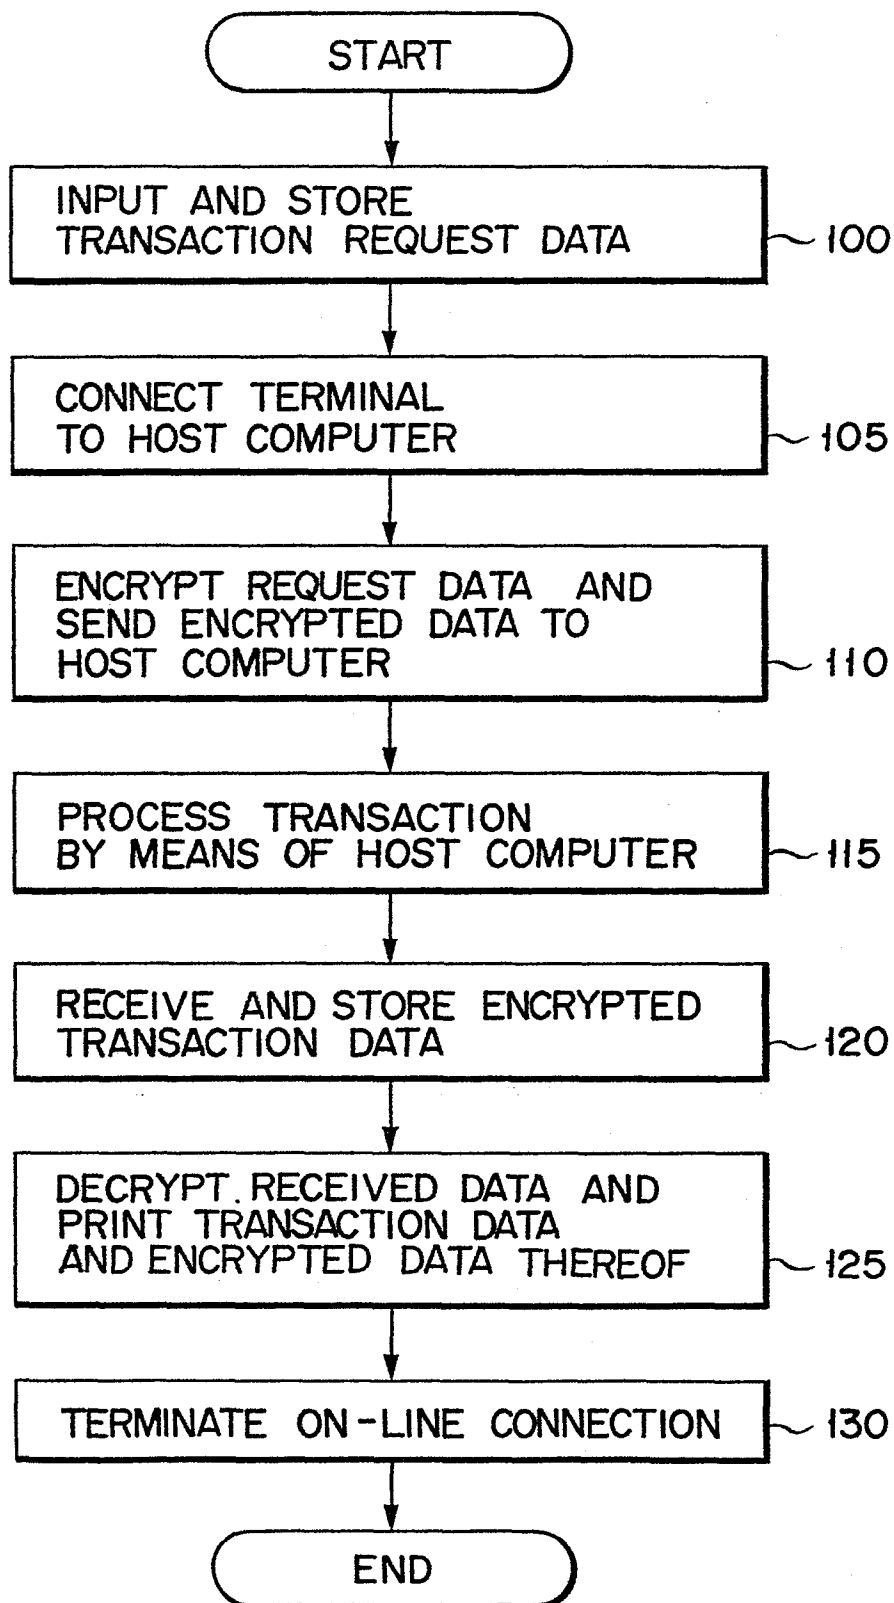 START
INPUT AND STORE
TRANSACTION REQUEST DATA
100
CONNECT TERMINAL
TO HOST COMPUTER
105
ENCRYPT REQUEST DATA AND
SEND ENCRYPTED DATA TO
HOST COMPUTER
110
PROCESS TRANSACTION
BY MEANS OF HOST COMPUTER
115
RECEIVE AND STORE ENCRYPTED
TRANSACTION DATA
120
DECRYPT RECEIVED DATA AND
PRINT TRANSACTION DATA
AND ENCRYPTED DATA THEREOF
125
TERMINATE ON-LINE CONNECTION
130
END